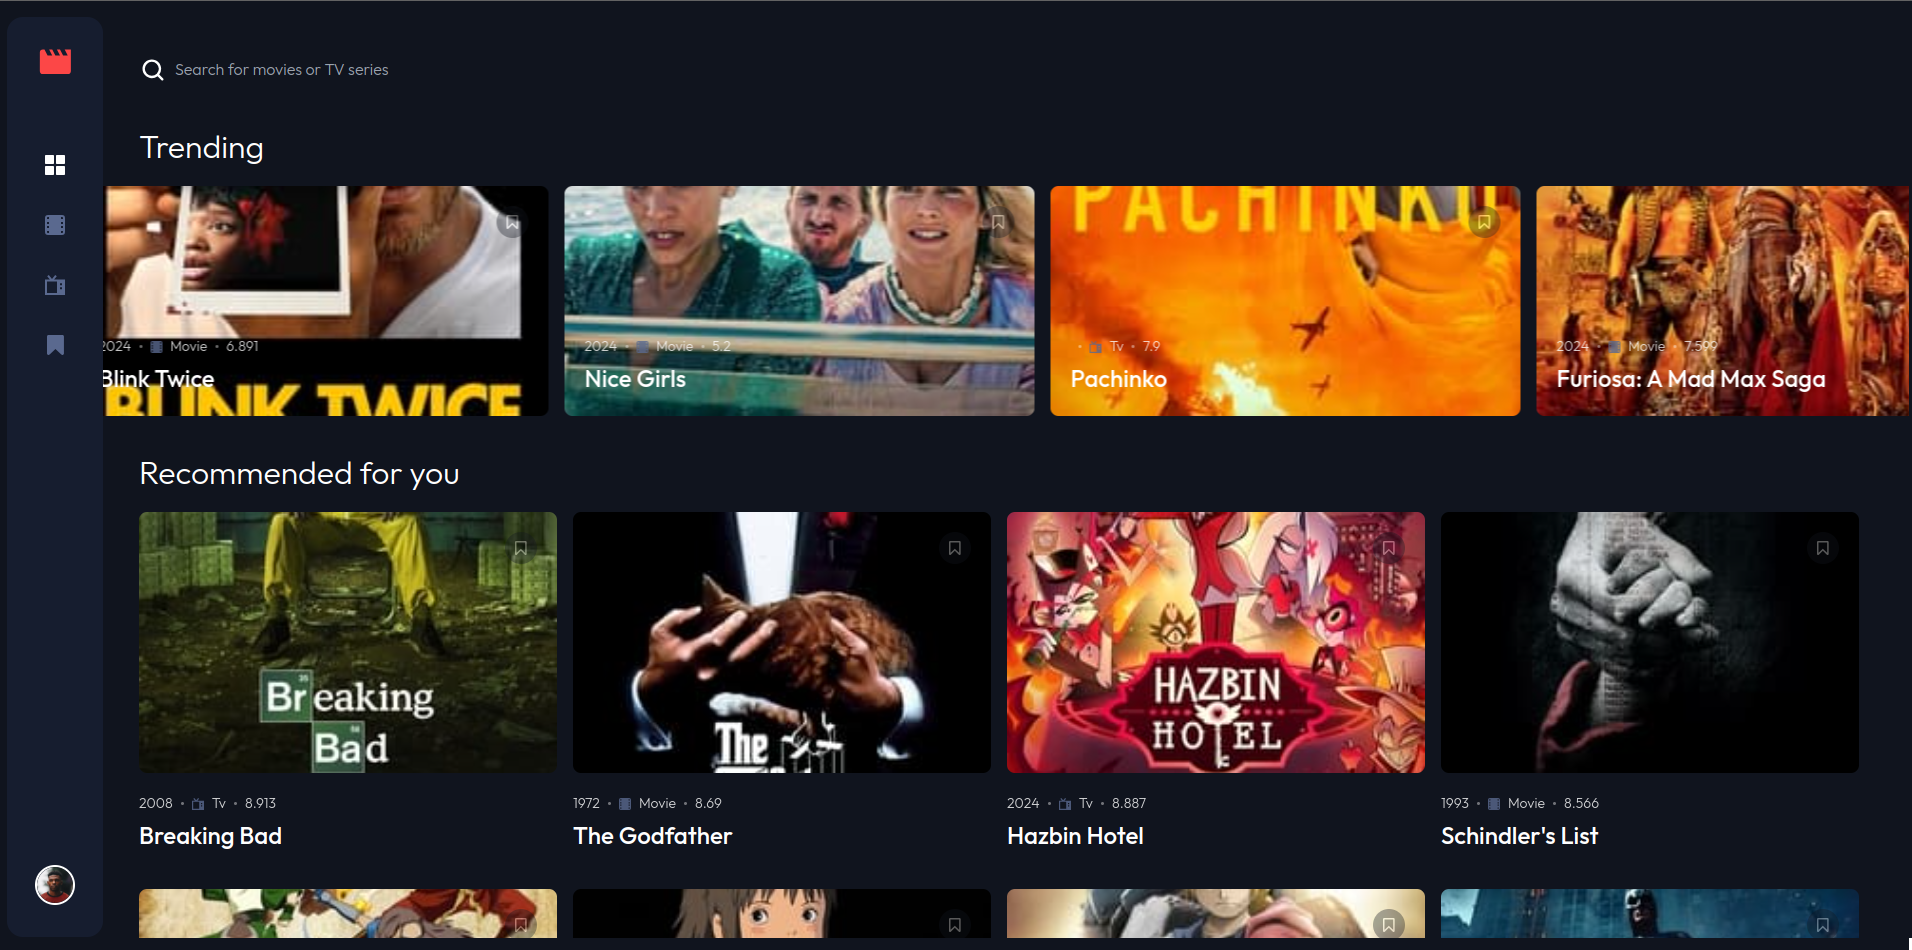 Search for movies or TV series
Trending
PACHINKO
2024 • Movie • 6.891
Blink Twice
BLINK TWICE
2024 • Movie • 5.2
Nice Girls
• Tv • 7.9
Pachinko
2024 • Movie • 7.599
Furiosa: A Mad Max Saga
Recommended for you
35
Breaking
56
Bad
The
HAZBIN
HOTEL
2008 • Tv • 8.913
Breaking Bad
1972 • Movie • 8.69
The Godfather
2024 • Tv • 8.887
Hazbin Hotel
1993 • Movie • 8.566
Schindler's List